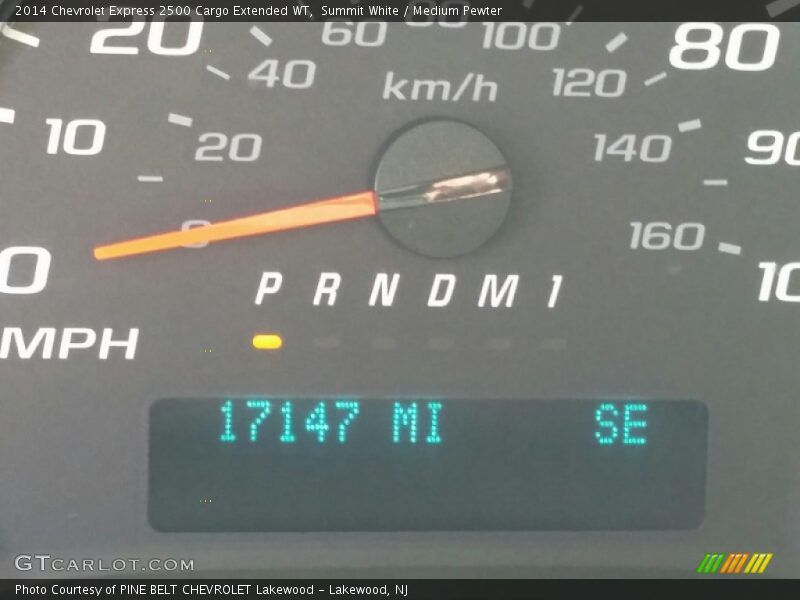 2014 Chevrolet Express 2500 Cargo Extended WT, Summit White / Medium Pewter
20 60 80 100 80
40 km/h 120
10 20 140 90
0 0 160 10
P R N D M 1
MPH
17147 MI SE
GTCARLOT.COM
Photo Courtesy of PINE BELT CHEVROLET Lakewood - Lakewood, NJ